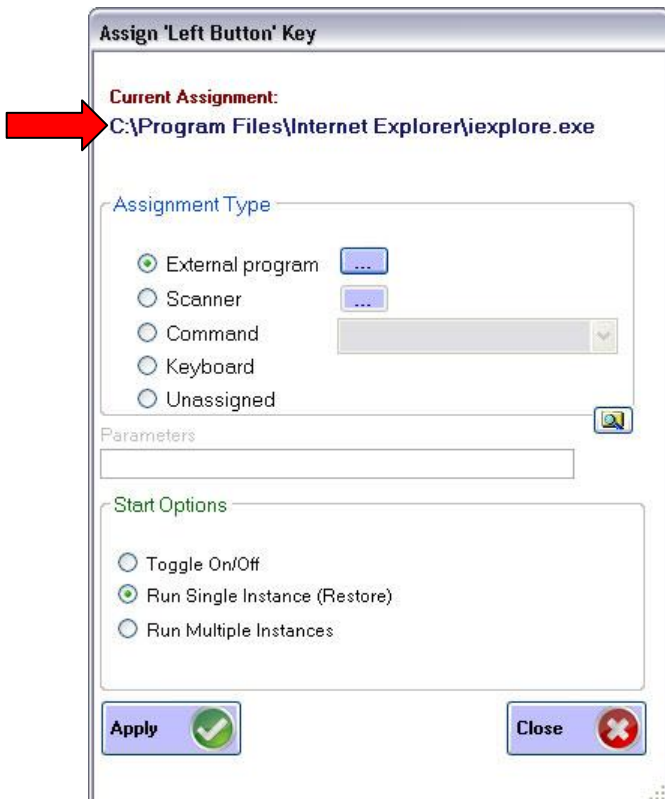 Assign 'Left Button' Key
Current Assignment:
C:\Program Files\Internet Explorer\iexplore.exe
Assignment Type
External program ...
Scanner ...
Command
Keyboard
Unassigned
Parameters
Start Options
Toggle On/Off
Run Single Instance (Restore)
Run Multiple Instances
Apply Close